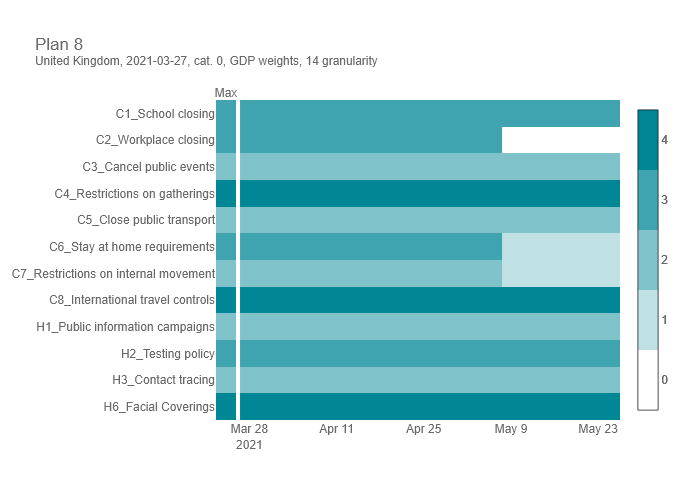 Plan 8
United Kingdom, 2021-03-27, cat. 0, GDP weights, 14 granularity
Max
C1_School closing
C2_Workplace closing
C3_Cancel public events
C4_Restrictions on gatherings
C5_Close public transport
C6_Stay at home requirements
C7_Restrictions on internal movement
C8_International travel controls
H1_Public information campaigns
H2_Testing policy
H3_Contact tracing
H6_Facial Coverings
Mar 28 Apr 11 Apr 25 May 9 May 23
2021
4
3
2
1
0